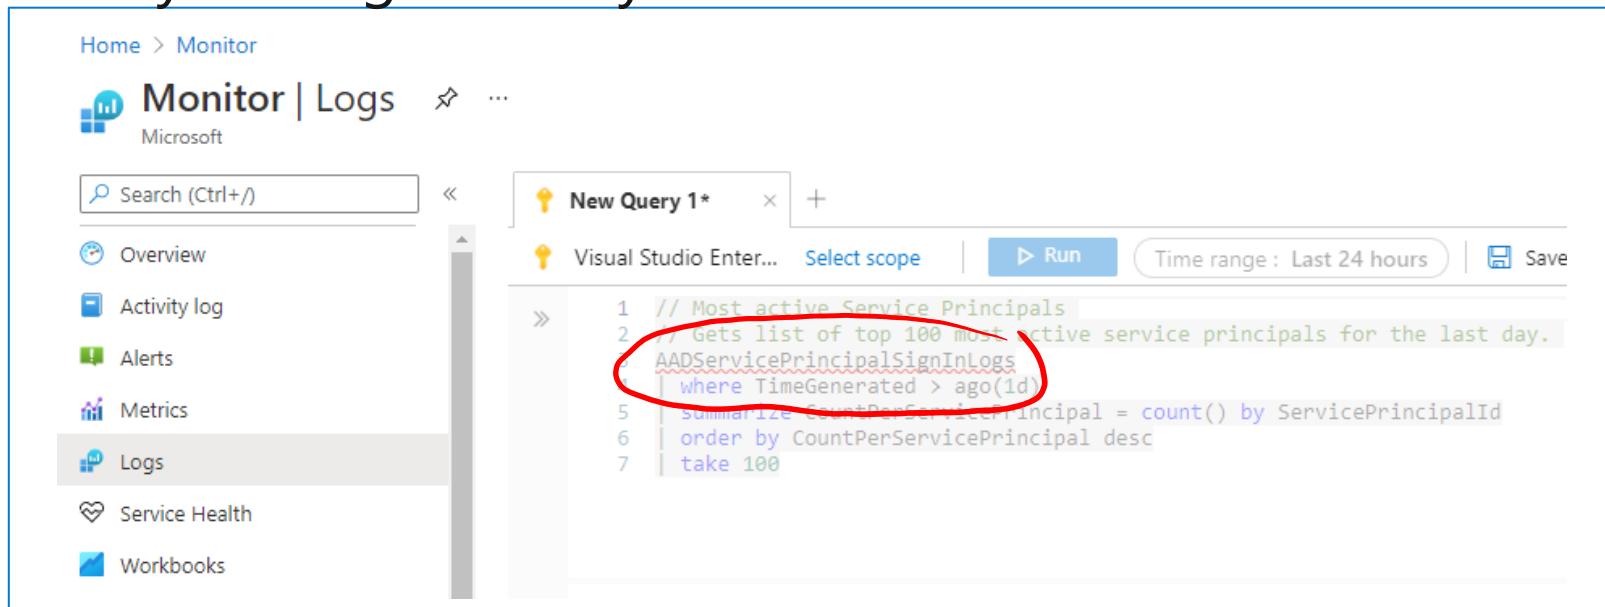 Home > Monitor
Monitor | Logs ...
Microsoft
Search (Ctrl+/) «
New Query 1* × +
Visual Studio Enter... Select scope Run Time range : Last 24 hours Save
Overview
Activity log
Alerts
Metrics
Logs
Service Health
Workbooks
»
1 // Most active Service Principals
2 // Gets list of top 100 most active service principals for the last day.
3 AADServicePrincipalSignInLogs
4 | where TimeGenerated > ago(1d)
5 | summarize CountPerServicePrincipal = count() by ServicePrincipalId
6 | order by CountPerServicePrincipal desc
7 | take 100